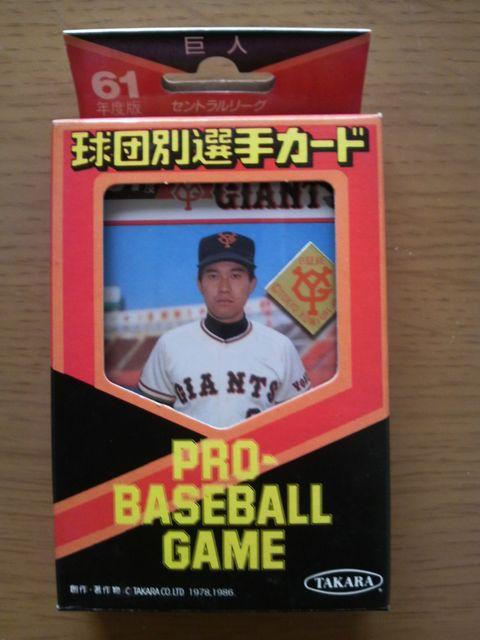 巨人
61
年度版
セントラルリーグ
球団別選手カード
GIANTS
GIANTS
PRO-
BASEBALL
GAME
創作・著作物・© TAKARA CO.,LTD 1978,1986.
TAKARA